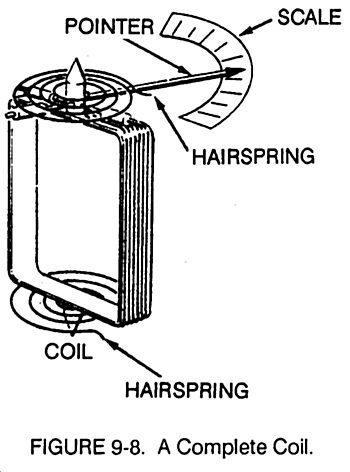 SCALE
POINTER
HAIRSPRING
COIL
HAIRSPRING
FIGURE 9-8. A Complete Coil.